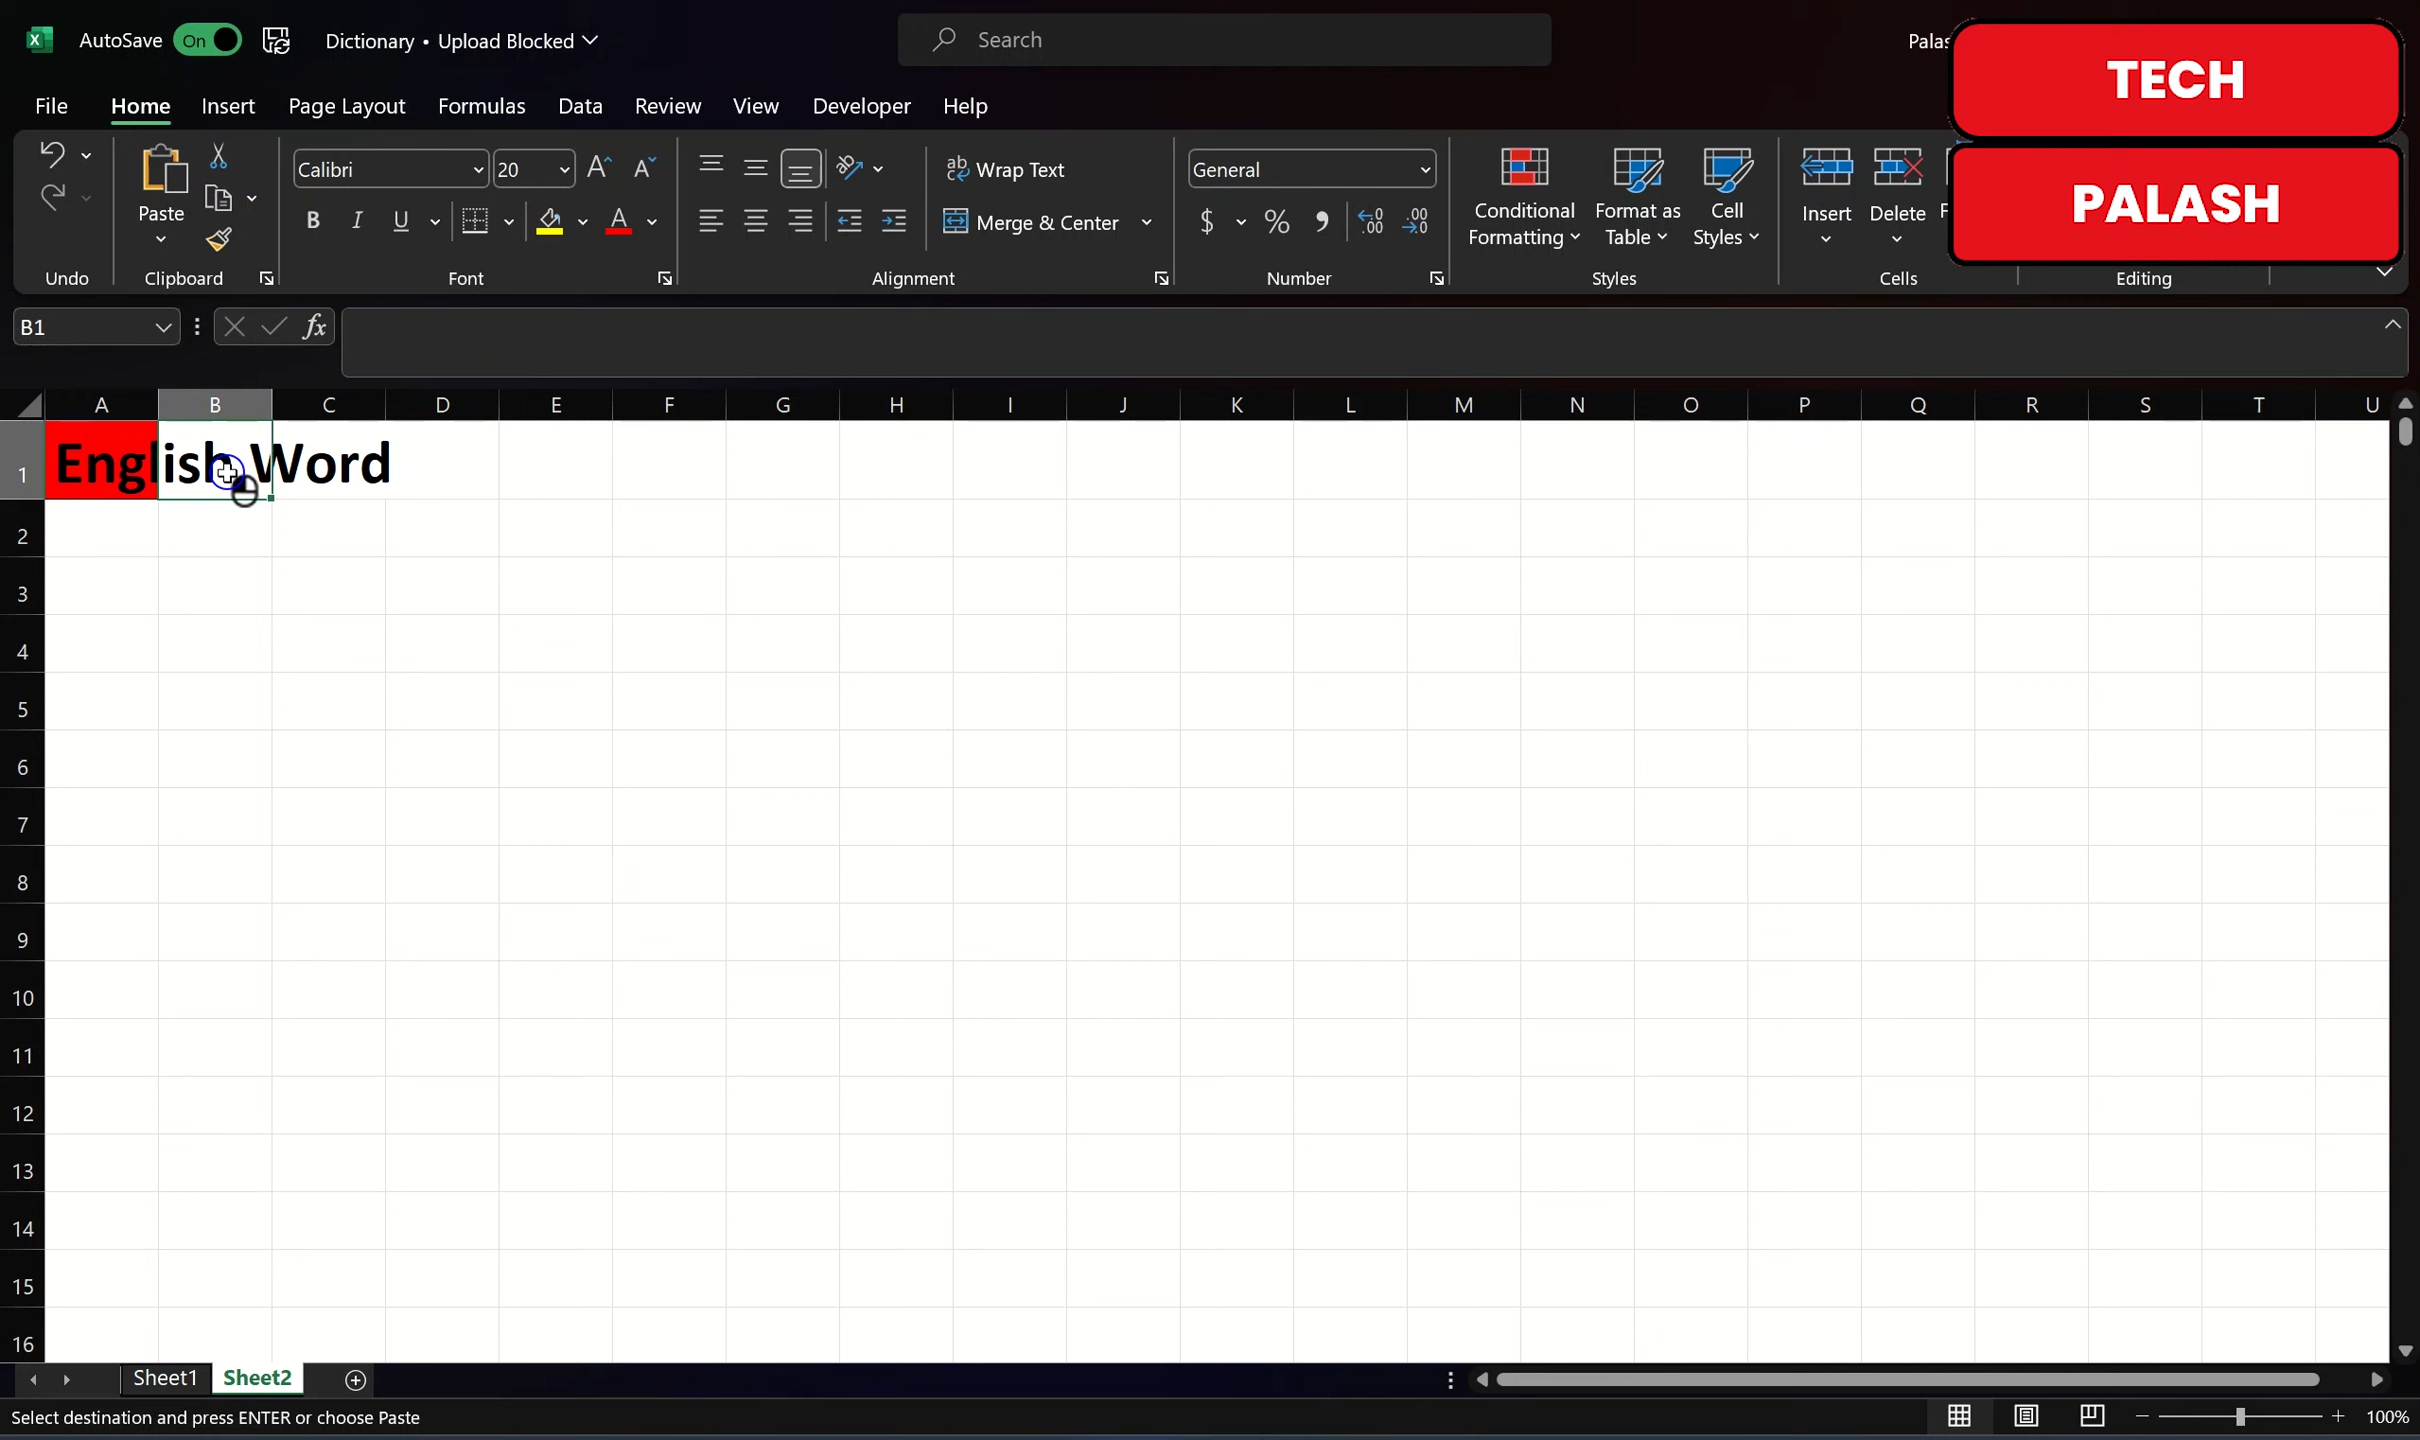 AutoSave On Dictionary • Upload Blocked Search
TECH
File Home Insert Page Layout Formulas Data Review View Developer Help
Calibri 20 Wrap Text General
PALASH
Paste B I U A Merge & Center $ % Conditional Formatting Format as Table Cell Styles Insert Delete
Undo Clipboard Font Alignment Number Styles Cells Editing
B1 fx
A B C D E F G H I J K L M N O P Q R S T U
1 English Word
2
3
4
5
6
7
8
9
10
11
12
13
14
15
16
Sheet1 Sheet2
Select destination and press ENTER or choose Paste 100%